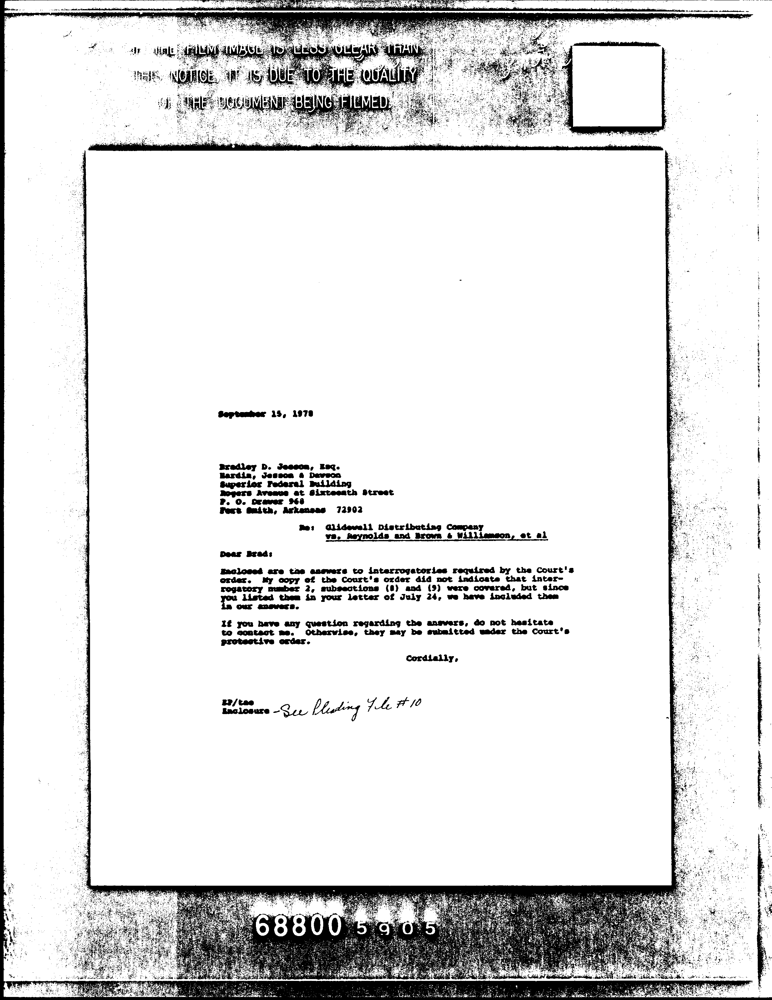 IF THE FILM IMAGE IS LESS CLEAR THAN
THIS NOTICE, IT IS DUE TO THE QUALITY
OF THE DOCUMENT BEING FILMED.
September 15, 1978
Bradley D. Jesson, Esq.
Hardin, Jesson & Dawson
Superior Federal Building
Rogers Avenue at Sixteenth Street
P. O. Drawer 968
Fort Smith, Arkansas 72902
Re: Glidewell Distributing Company
vs. Reynolds and Brown & Williamson, et al
Dear Brad:
Enclosed are the answers to interrogatories required by the Court's
order. My copy of the Court's order did not indicate that inter-
rogatory number 2, subsections (8) and (9) were covered, but since
you listed them in your letter of July 24, we have included them
in our answers.
If you have any question regarding the answers, do not hesitate
to contact me. Otherwise, they may be submitted under the Court's
protective order.
Cordially,
Enclosure - See Pleading File #10
68800 5905